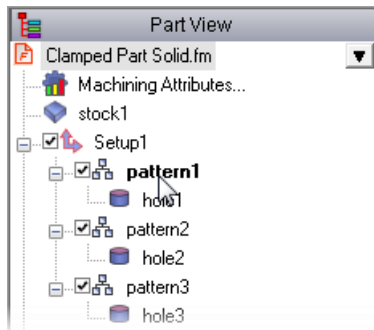 Part View
Clamped Part Solid.fm
Machining Attributes...
stock1
Setup1
pattern1
hole1
pattern2
hole2
pattern3
hole3